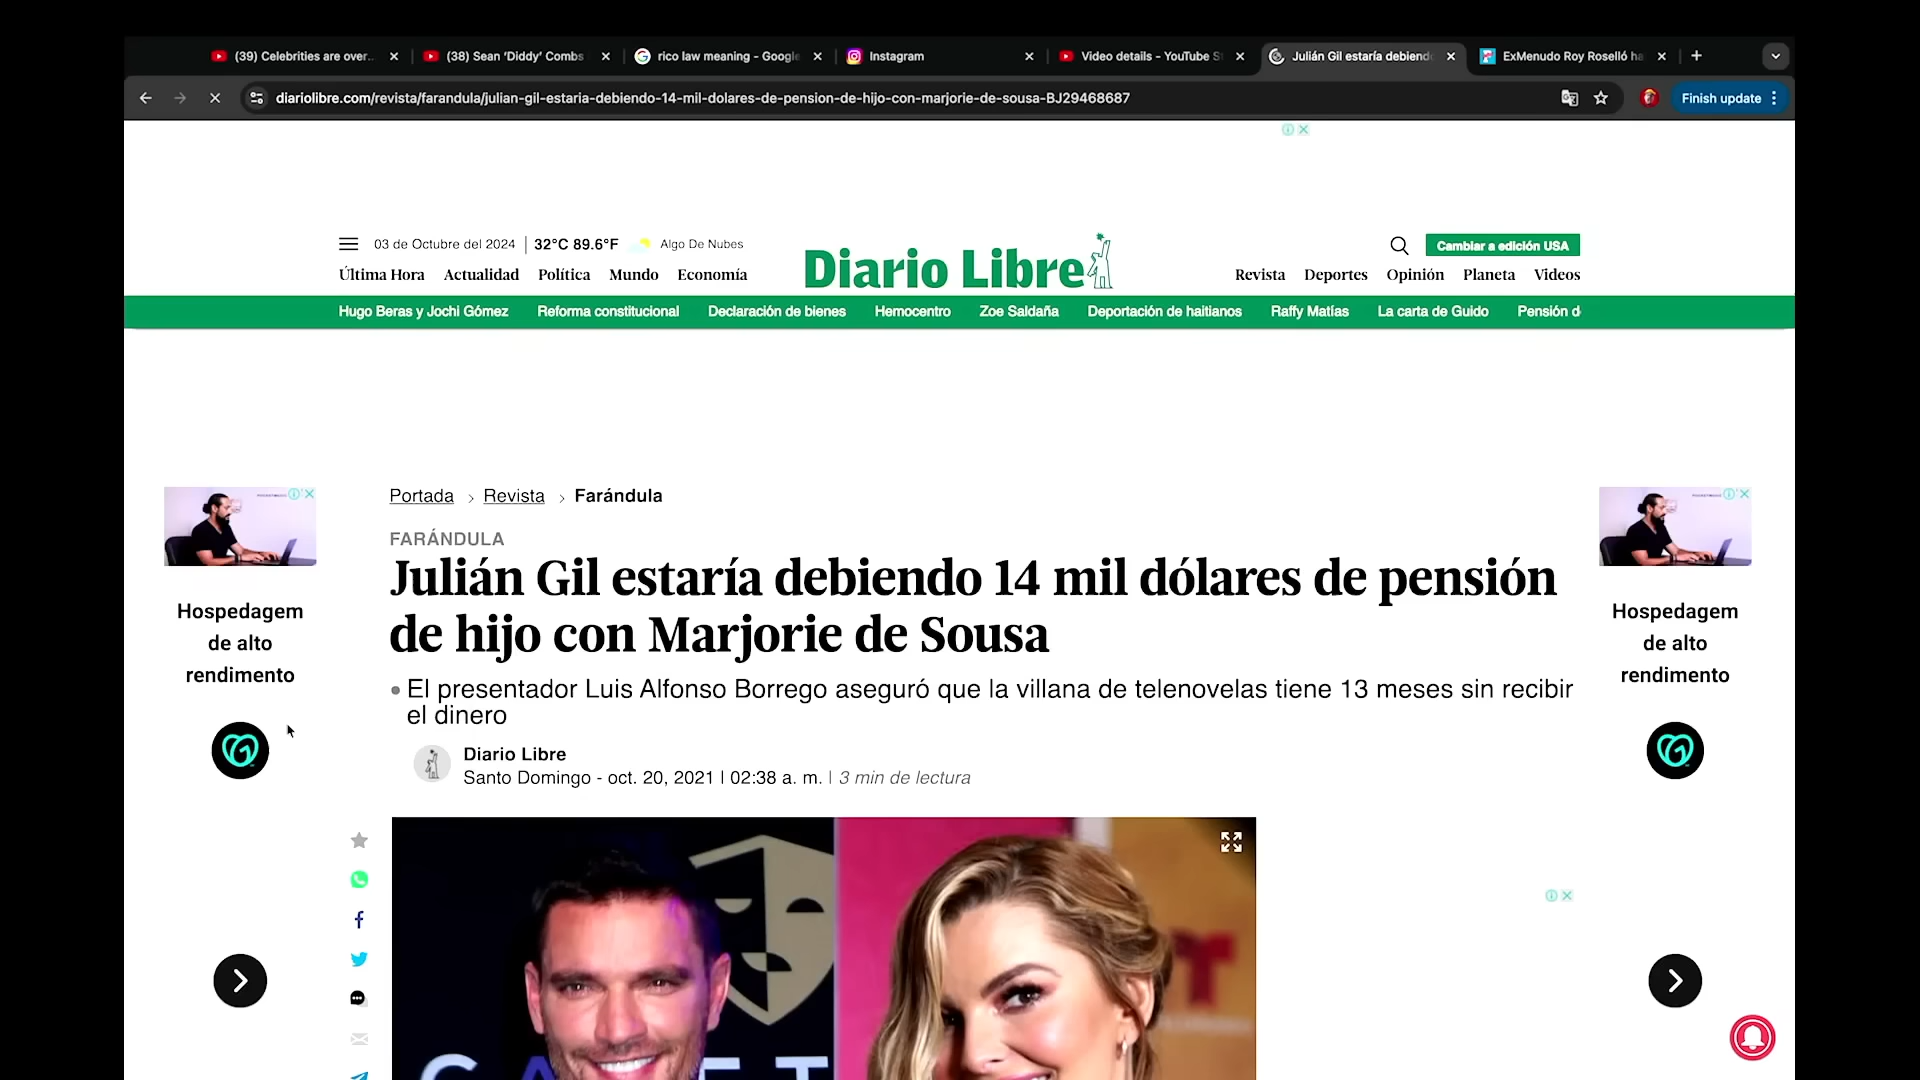 (39) Celebrities are over..
(38) Sean ‘Diddy’ Combs
rico law meaning - Google
Instagram
Video details - YouTube S
Julián Gil estaría debiendo
ExMenudo Roy Roselló ha
diariolibre.com/revista/farandula/julian-gil-estaria-debiendo-14-mil-dolares-de-pension-de-hijo-con-marjorie-de-sousa-BJ29468687
Finish update
03 de Octubre del 2024
32°C 89.6°F
Algo De Nubes
Diario Libre
Cambiar a edición USA
Última Hora
Actualidad
Política
Mundo
Economía
Revista
Deportes
Opinión
Planeta
Videos
Hugo Beras y Jochi Gómez
Reforma constitucional
Declaración de bienes
Hemocentro
Zoe Saldaña
Deportación de haitianos
Raffy Matías
La carta de Guido
Pensión d
Portada > Revista > Farándula
FARÁNDULA
Julián Gil estaría debiendo 14 mil dólares de pensión
de hijo con Marjorie de Sousa
El presentador Luis Alfonso Borrego aseguró que la villana de telenovelas tiene 13 meses sin recibir
el dinero
Diario Libre
Santo Domingo - oct. 20, 2021 | 02:38 a. m. | 3 min de lectura
Hospedagem
de alto
rendimento
Hospedagem
de alto
rendimento